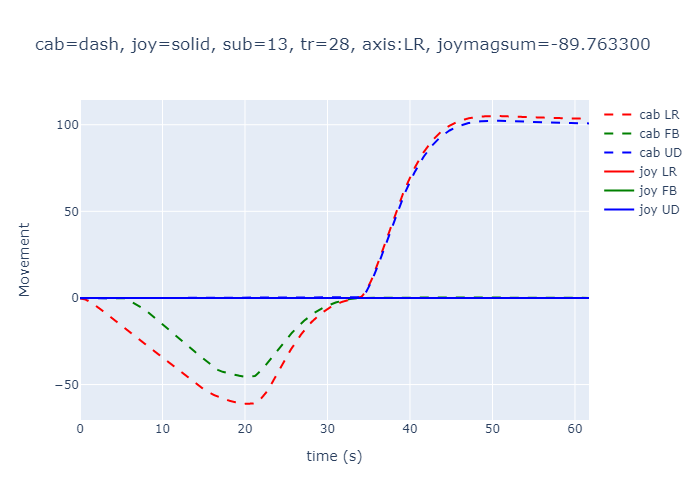 cab=dash, joy=solid, sub=13, tr=28, axis:LR, joymagsum=-89.763300
cab LR
cab FB
cab UD
joy LR
joy FB
joy UD
100
50
0
−50
Movement
0
10
20
30
40
50
60
time (s)